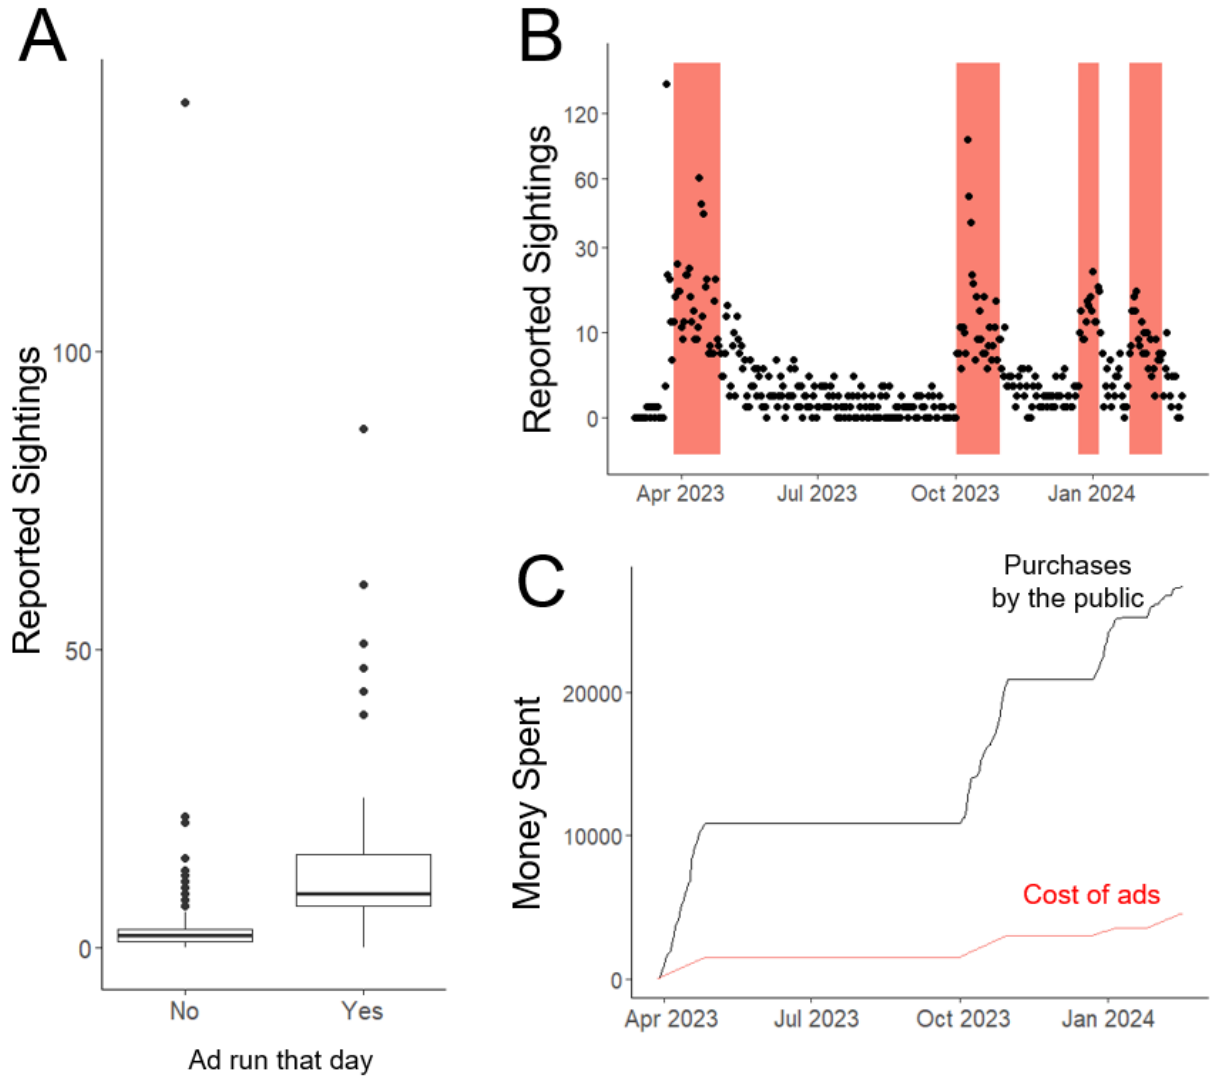 A
Reported Sightings
100
50
0
No
Yes
Ad run that day
B
Reported Sightings
120
60
30
10
0
Apr 2023
Jul 2023
Oct 2023
Jan 2024
C
Money Spent
20000
10000
0
Purchases
by the public
Cost of ads
Apr 2023
Jul 2023
Oct 2023
Jan 2024